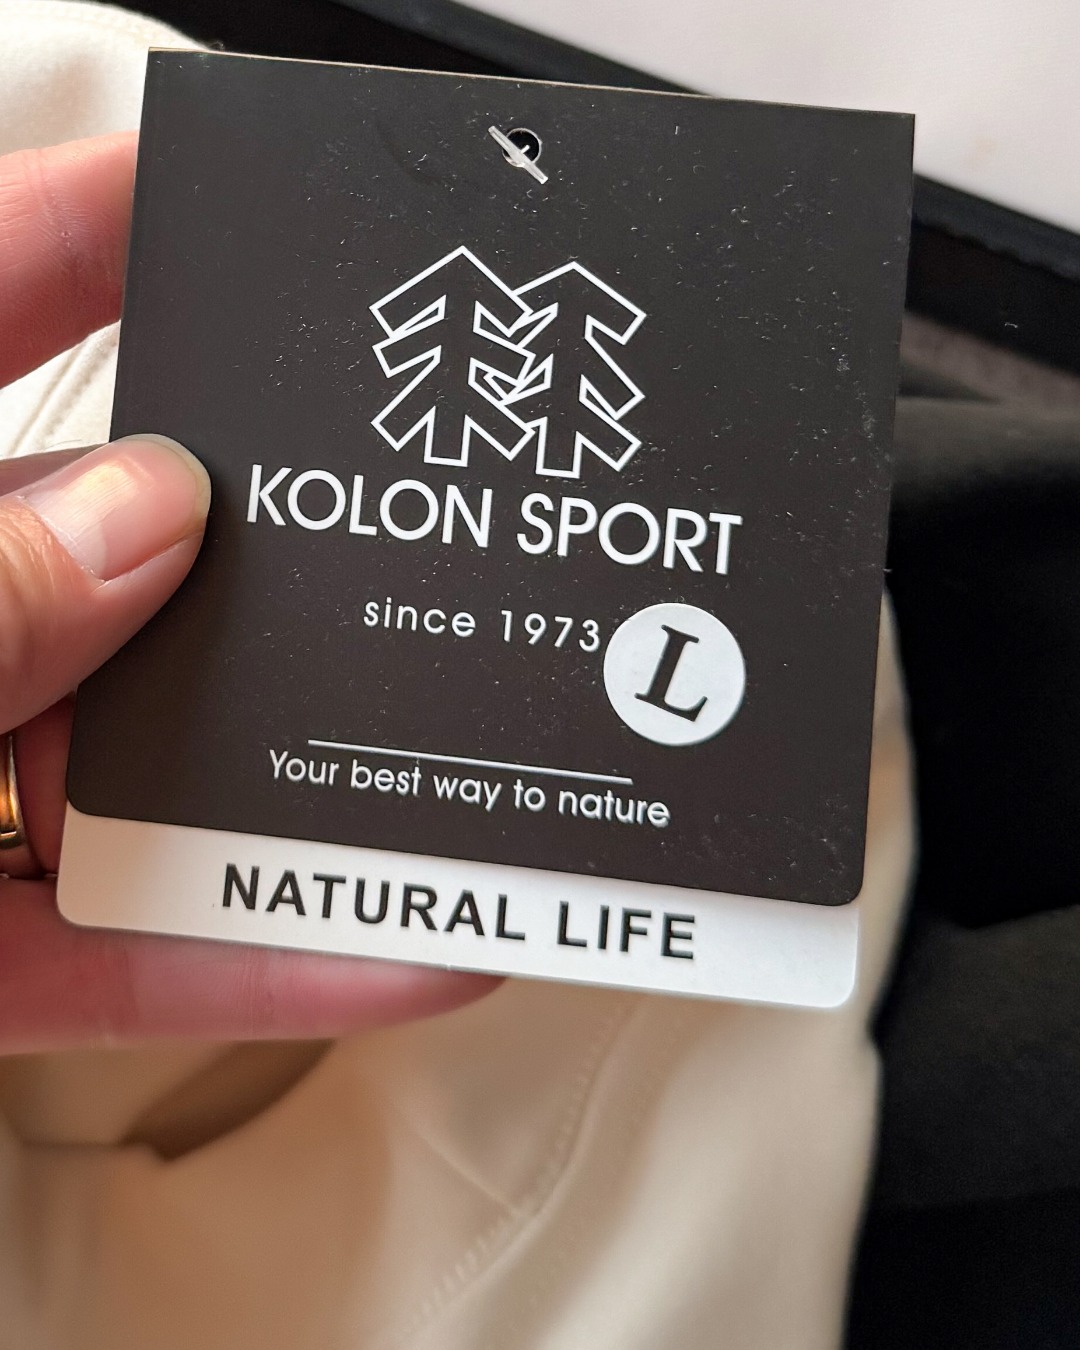 KOLON SPORT
since 1973
L
Your best way to nature
NATURAL LIFE